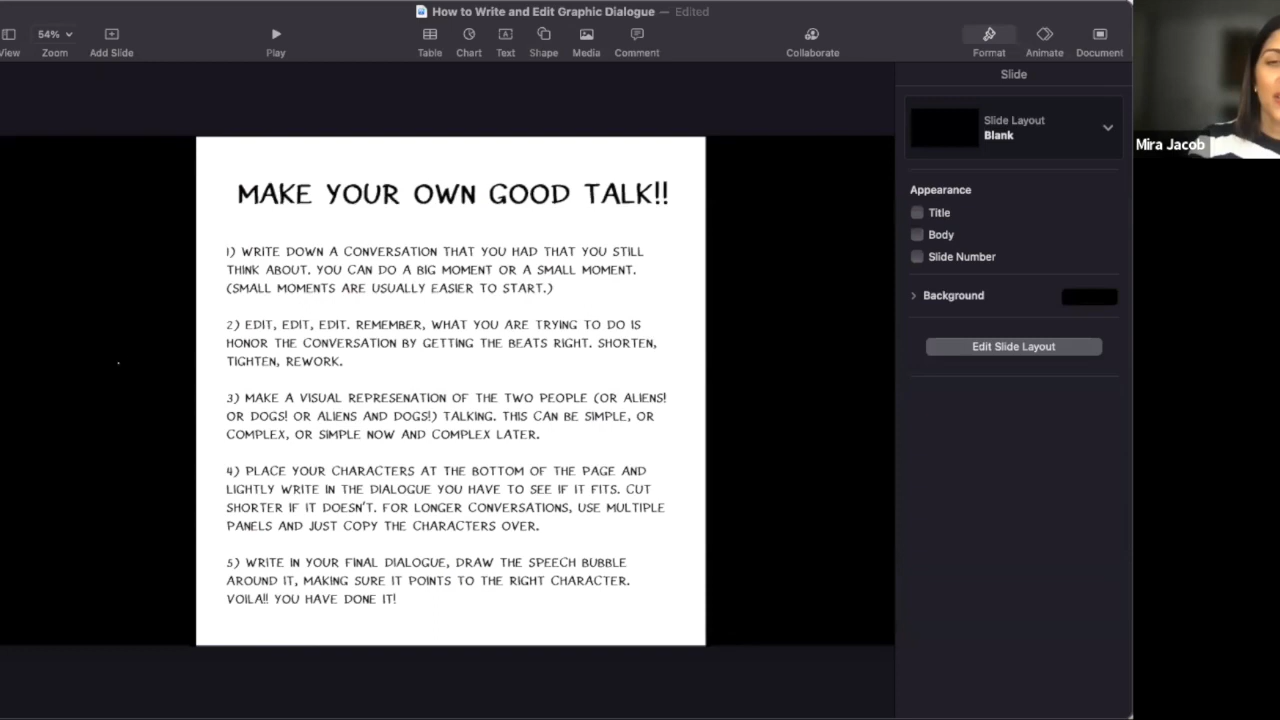 How to Write and Edit Graphic Dialogue — Edited
View
54%
Zoom
Add Slide
Play
Table
Chart
Text
Shape
Media
Comment
Collaborate
Format
Animate
Document
Slide
Slide Layout
Blank
Appearance
Title
Body
Slide Number
Background
Edit Slide Layout
Mira Jacob
MAKE YOUR OWN GOOD TALK!!
1) WRITE DOWN A CONVERSATION THAT YOU HAD THAT YOU STILL
THINK ABOUT. YOU CAN DO A BIG MOMENT OR A SMALL MOMENT.
(SMALL MOMENTS ARE USUALLY EASIER TO START.)
2) EDIT, EDIT, EDIT. REMEMBER, WHAT YOU ARE TRYING TO DO IS
HONOR THE CONVERSATION BY GETTING THE BEATS RIGHT. SHORTEN,
TIGHTEN, REWORK.
3) MAKE A VISUAL REPRESENATION OF THE TWO PEOPLE (OR ALIENS!
OR DOGS! OR ALIENS AND DOGS!) TALKING. THIS CAN BE SIMPLE, OR
COMPLEX, OR SIMPLE NOW AND COMPLEX LATER.
4) PLACE YOUR CHARACTERS AT THE BOTTOM OF THE PAGE AND
LIGHTLY WRITE IN THE DIALOGUE YOU HAVE TO SEE IF IT FITS. CUT
SHORTER IF IT DOESN'T. FOR LONGER CONVERSATIONS, USE MULTIPLE
PANELS AND JUST COPY THE CHARACTERS OVER.
5) WRITE IN YOUR FINAL DIALOGUE, DRAW THE SPEECH BUBBLE
AROUND IT, MAKING SURE IT POINTS TO THE RIGHT CHARACTER.
VOILA!! YOU HAVE DONE IT!